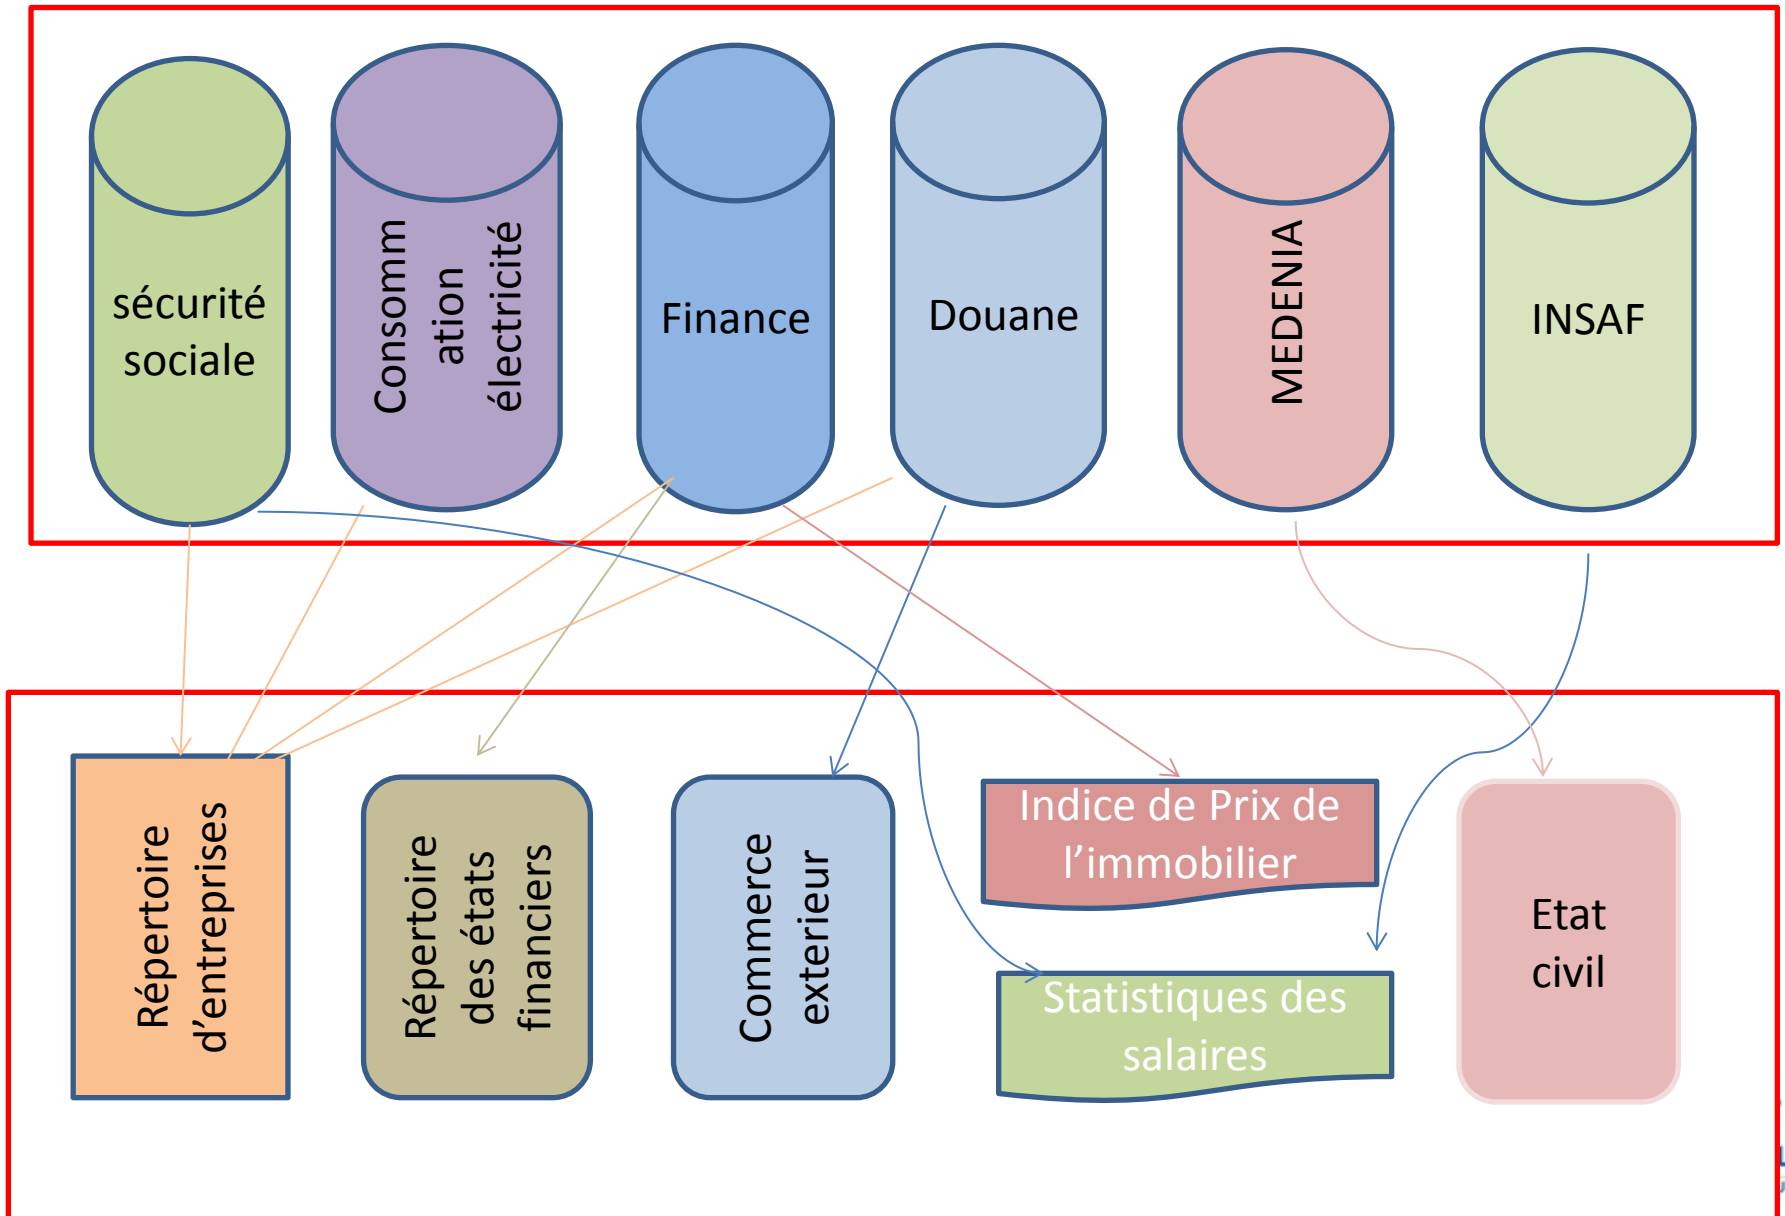 sécurité
sociale
Consomm
ation
électricité
Finance
Douane
MEDENIA
INSAF
Répertoire
d'entreprises
Répertoire
des états
financiers
Commerce
exterieur
Indice de Prix de
l’immobilier
Statistiques des
salaires
Etat
civil